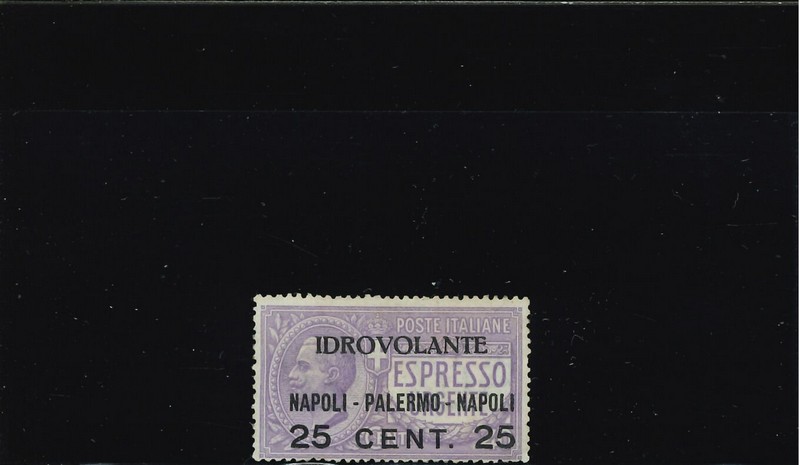 POSTE ITALIANE
IDROVOLANTE
ESPRESSO
NAPOLI - PALERMO - NAPOLI
25 CENT. 25